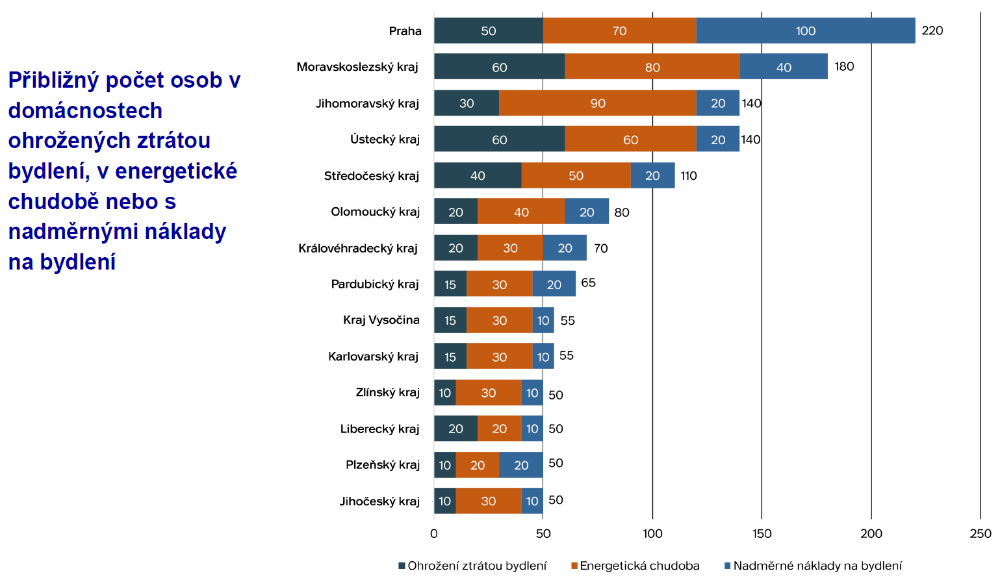 Přibližný počet osob v
domácnostech
ohrožených ztrátou
bydlení, v energetické
chudobě nebo s
nadměrnými náklady
na bydlení
Praha 50 70 100 220
Moravskoslezský kraj 60 80 40 180
Jihomoravský kraj 30 90 20 140
Ústecký kraj 60 60 20 140
Středočeský kraj 40 50 20 110
Olomoucký kraj 20 40 20 80
Královéhradecký kraj 20 30 20 70
Pardubický kraj 15 30 20 65
Kraj Vysočina 15 30 10 55
Karlovarský kraj 15 30 10 55
Zlínský kraj 10 30 10 50
Liberecký kraj 20 20 10 50
Plzeňský kraj 10 20 20 50
Jihočeský kraj 10 30 10 50
0 50 100 150 200 250
Ohrožení ztrátou bydlení Energetická chudoba Nadměrné náklady na bydlení